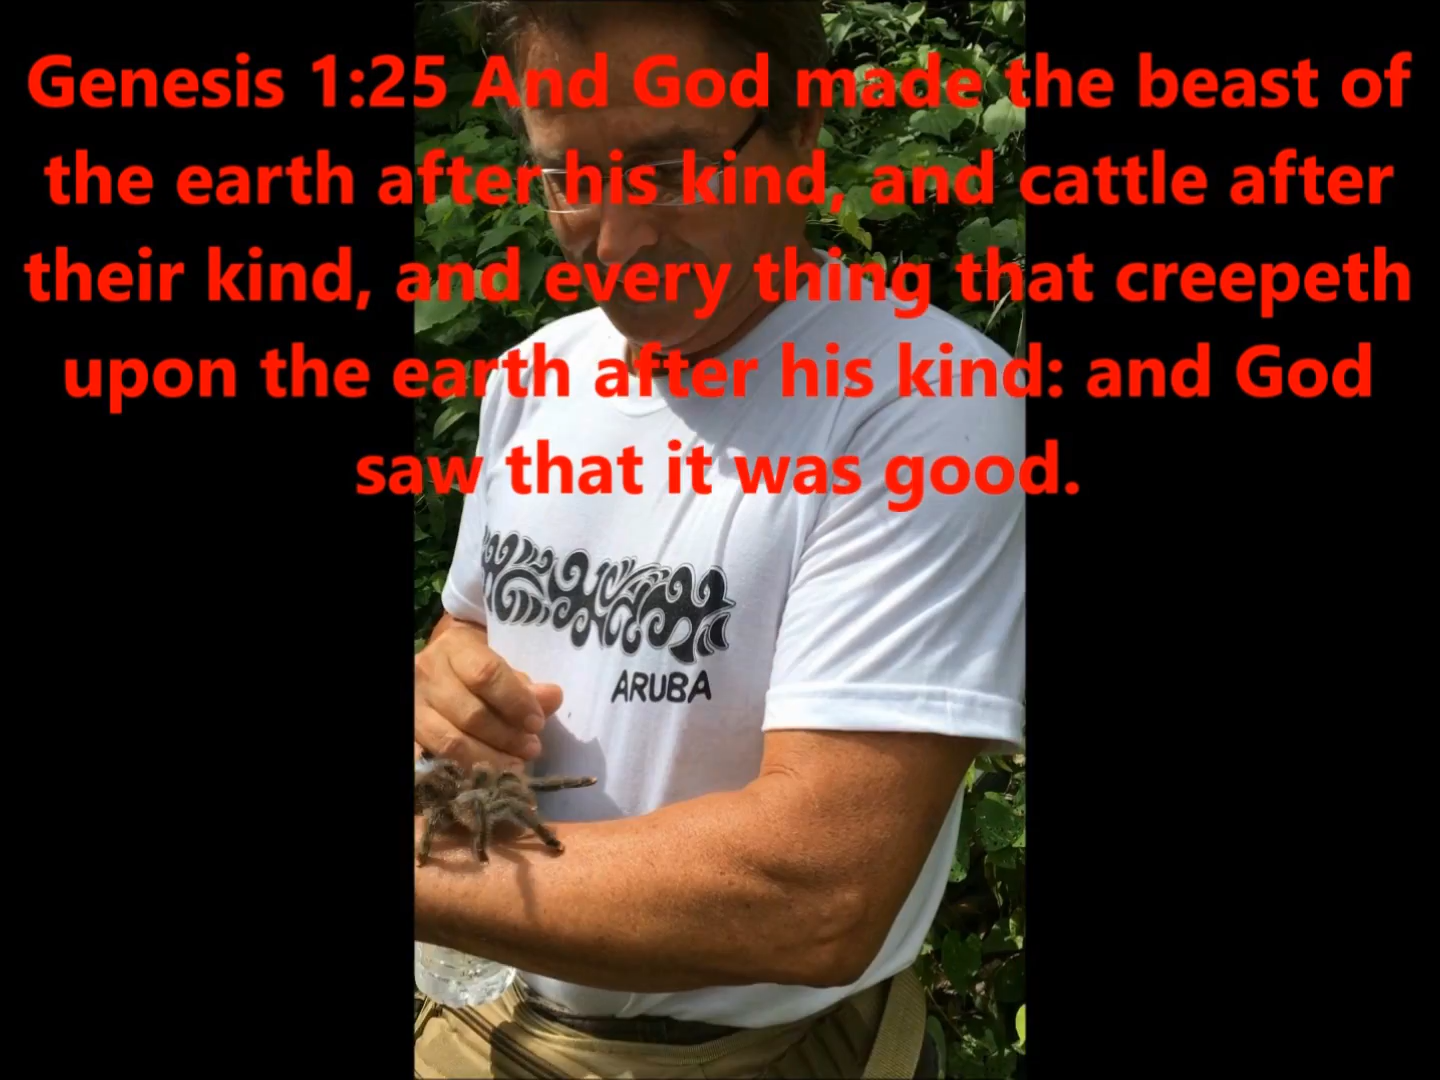 Genesis 1:25 And God made the beast of
the earth after his kind, and cattle after
their kind, and every thing that creepeth
upon the earth after his kind: and God
saw that it was good.
ARUBA